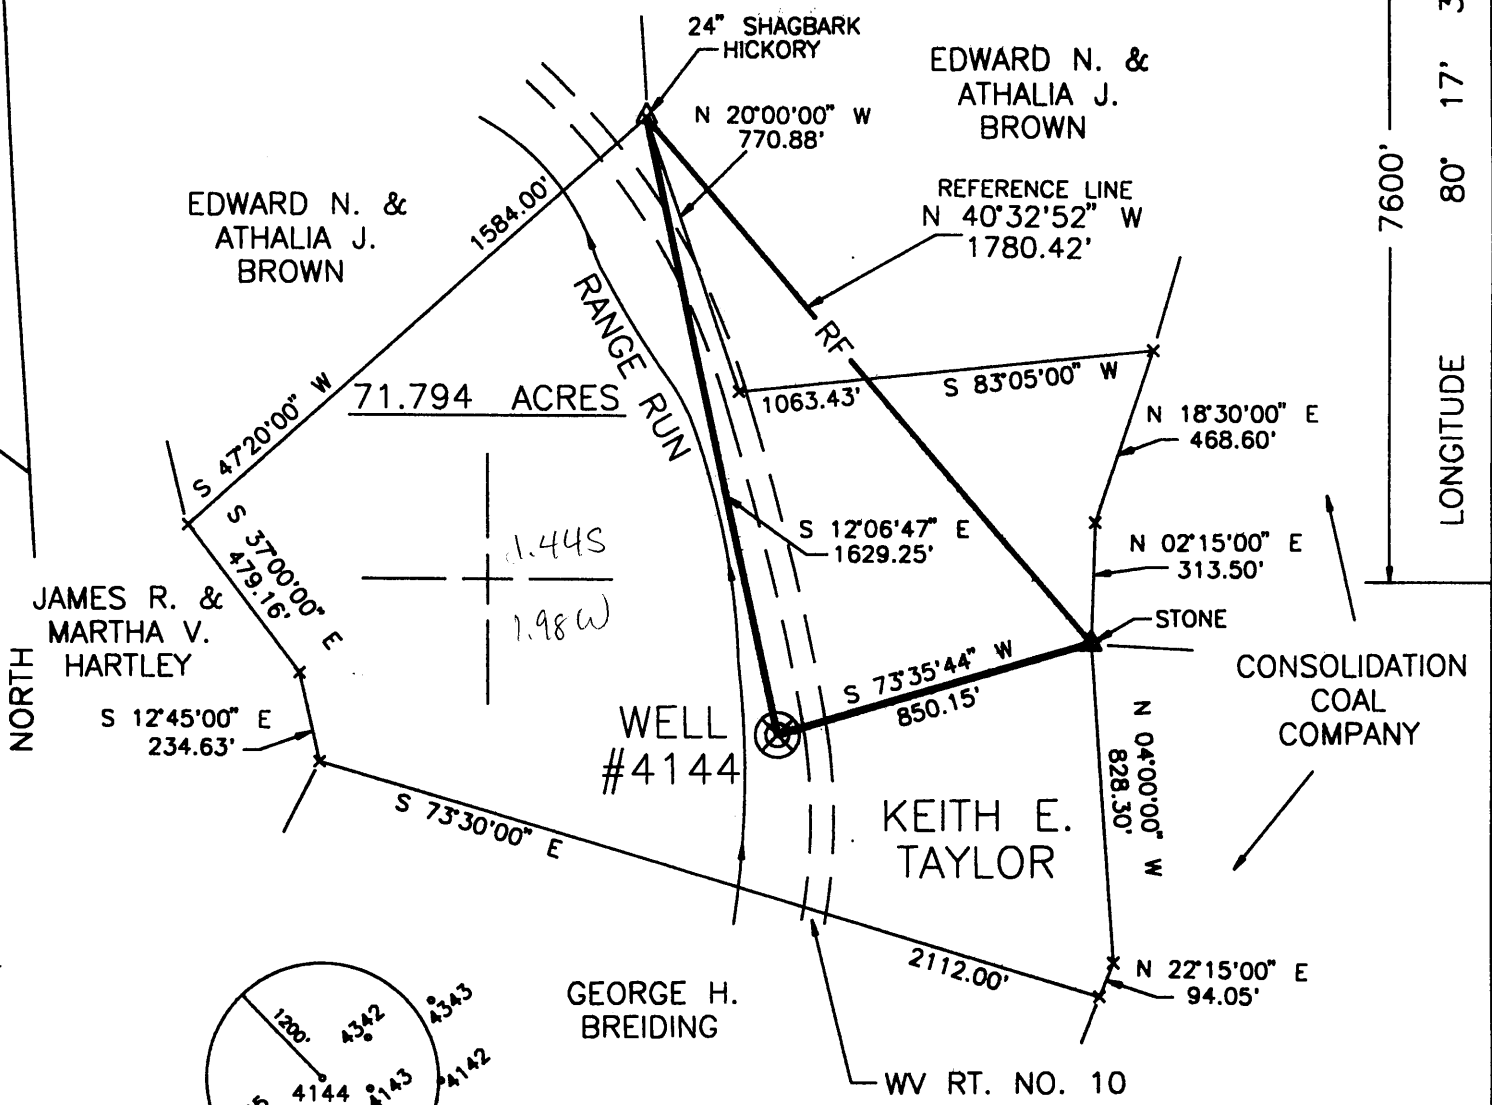 24" SHAGBARK
HICKORY
EDWARD N. &
ATHALIA J.
BROWN
N 20°00'00" W
770.88'
REFERENCE LINE
N 40°32'52" W
1780.42'
7600'
LONGITUDE 80° 17'
EDWARD N. &
ATHALIA J.
BROWN
1584.00'
S 47°20'00" W
RANGE RUN
RF
71.794 ACRES
1063.43'
S 83°05'00" W
N 18°30'00" E
468.60'
S 37°00'00" E
479.16'
1.44S
1.98W
S 12°06'47" E
1629.25'
N 02°15'00" E
313.50'
STONE
JAMES R. &
MARTHA V.
HARTLEY
NORTH
S 12°45'00" E
234.63'
WELL
#4144
S 73°35'44" W
850.15'
CONSOLIDATION
COAL
COMPANY
N 04°00'00" W
828.30'
KEITH E.
TAYLOR
S 73°30'00" E
2112.00'
N 22°15'00" E
94.05'
GEORGE H.
BREIDING
WV RT. NO. 10
1200'
4342
4343
4144
4143
4142